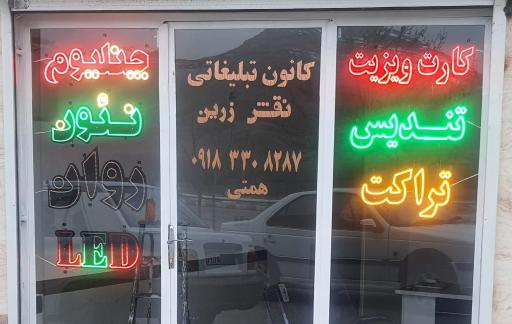 کارت ویزیت
تندیس
تراکت
کانون تبلیغاتی
نقش زرین
۰۹۱۸ ۳۳۰ ۸۲۸۷
همتی
چنلیوم
نئون
روان
LED